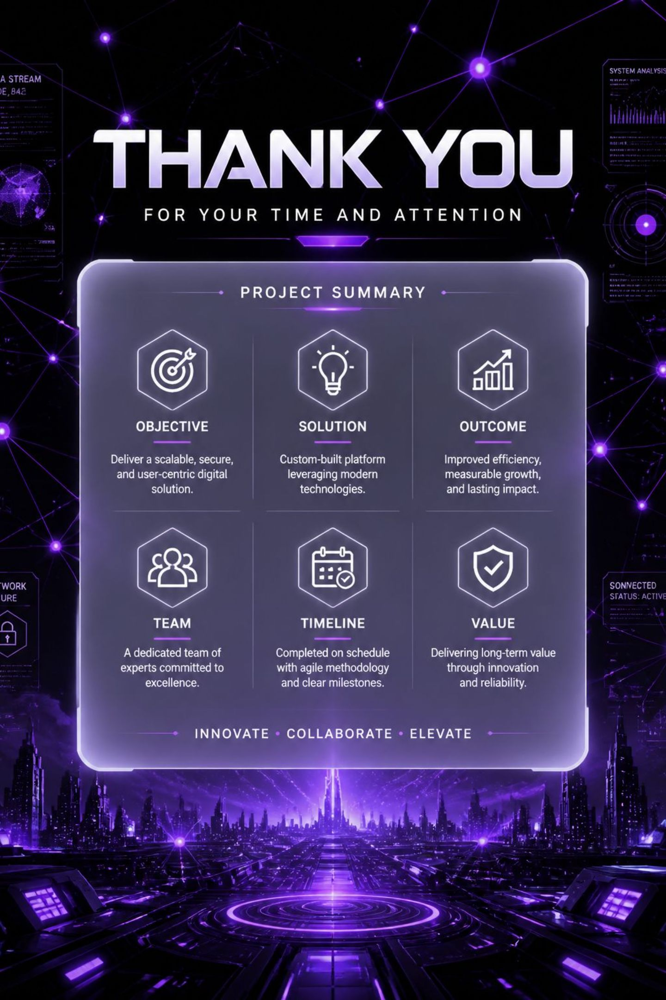 A STREAM
SYSTEM ANALYSIS
THANK YOU
FOR YOUR TIME AND ATTENTION
PROJECT SUMMARY
OBJECTIVE
Deliver a scalable, secure,
and user-centric digital
solution.
SOLUTION
Custom-built platform
leveraging modern
technologies.
OUTCOME
Improved efficiency,
measurable growth,
and lasting impact.
TWORK
URE
SONNECTED
STATUS: ACTIVE
TEAM
A dedicated team of
experts committed to
excellence.
TIMELINE
Completed on schedule
with agile methodology
and clear milestones.
VALUE
Delivering long-term value
through innovation
and reliability.
INNOVATE • COLLABORATE • ELEVATE